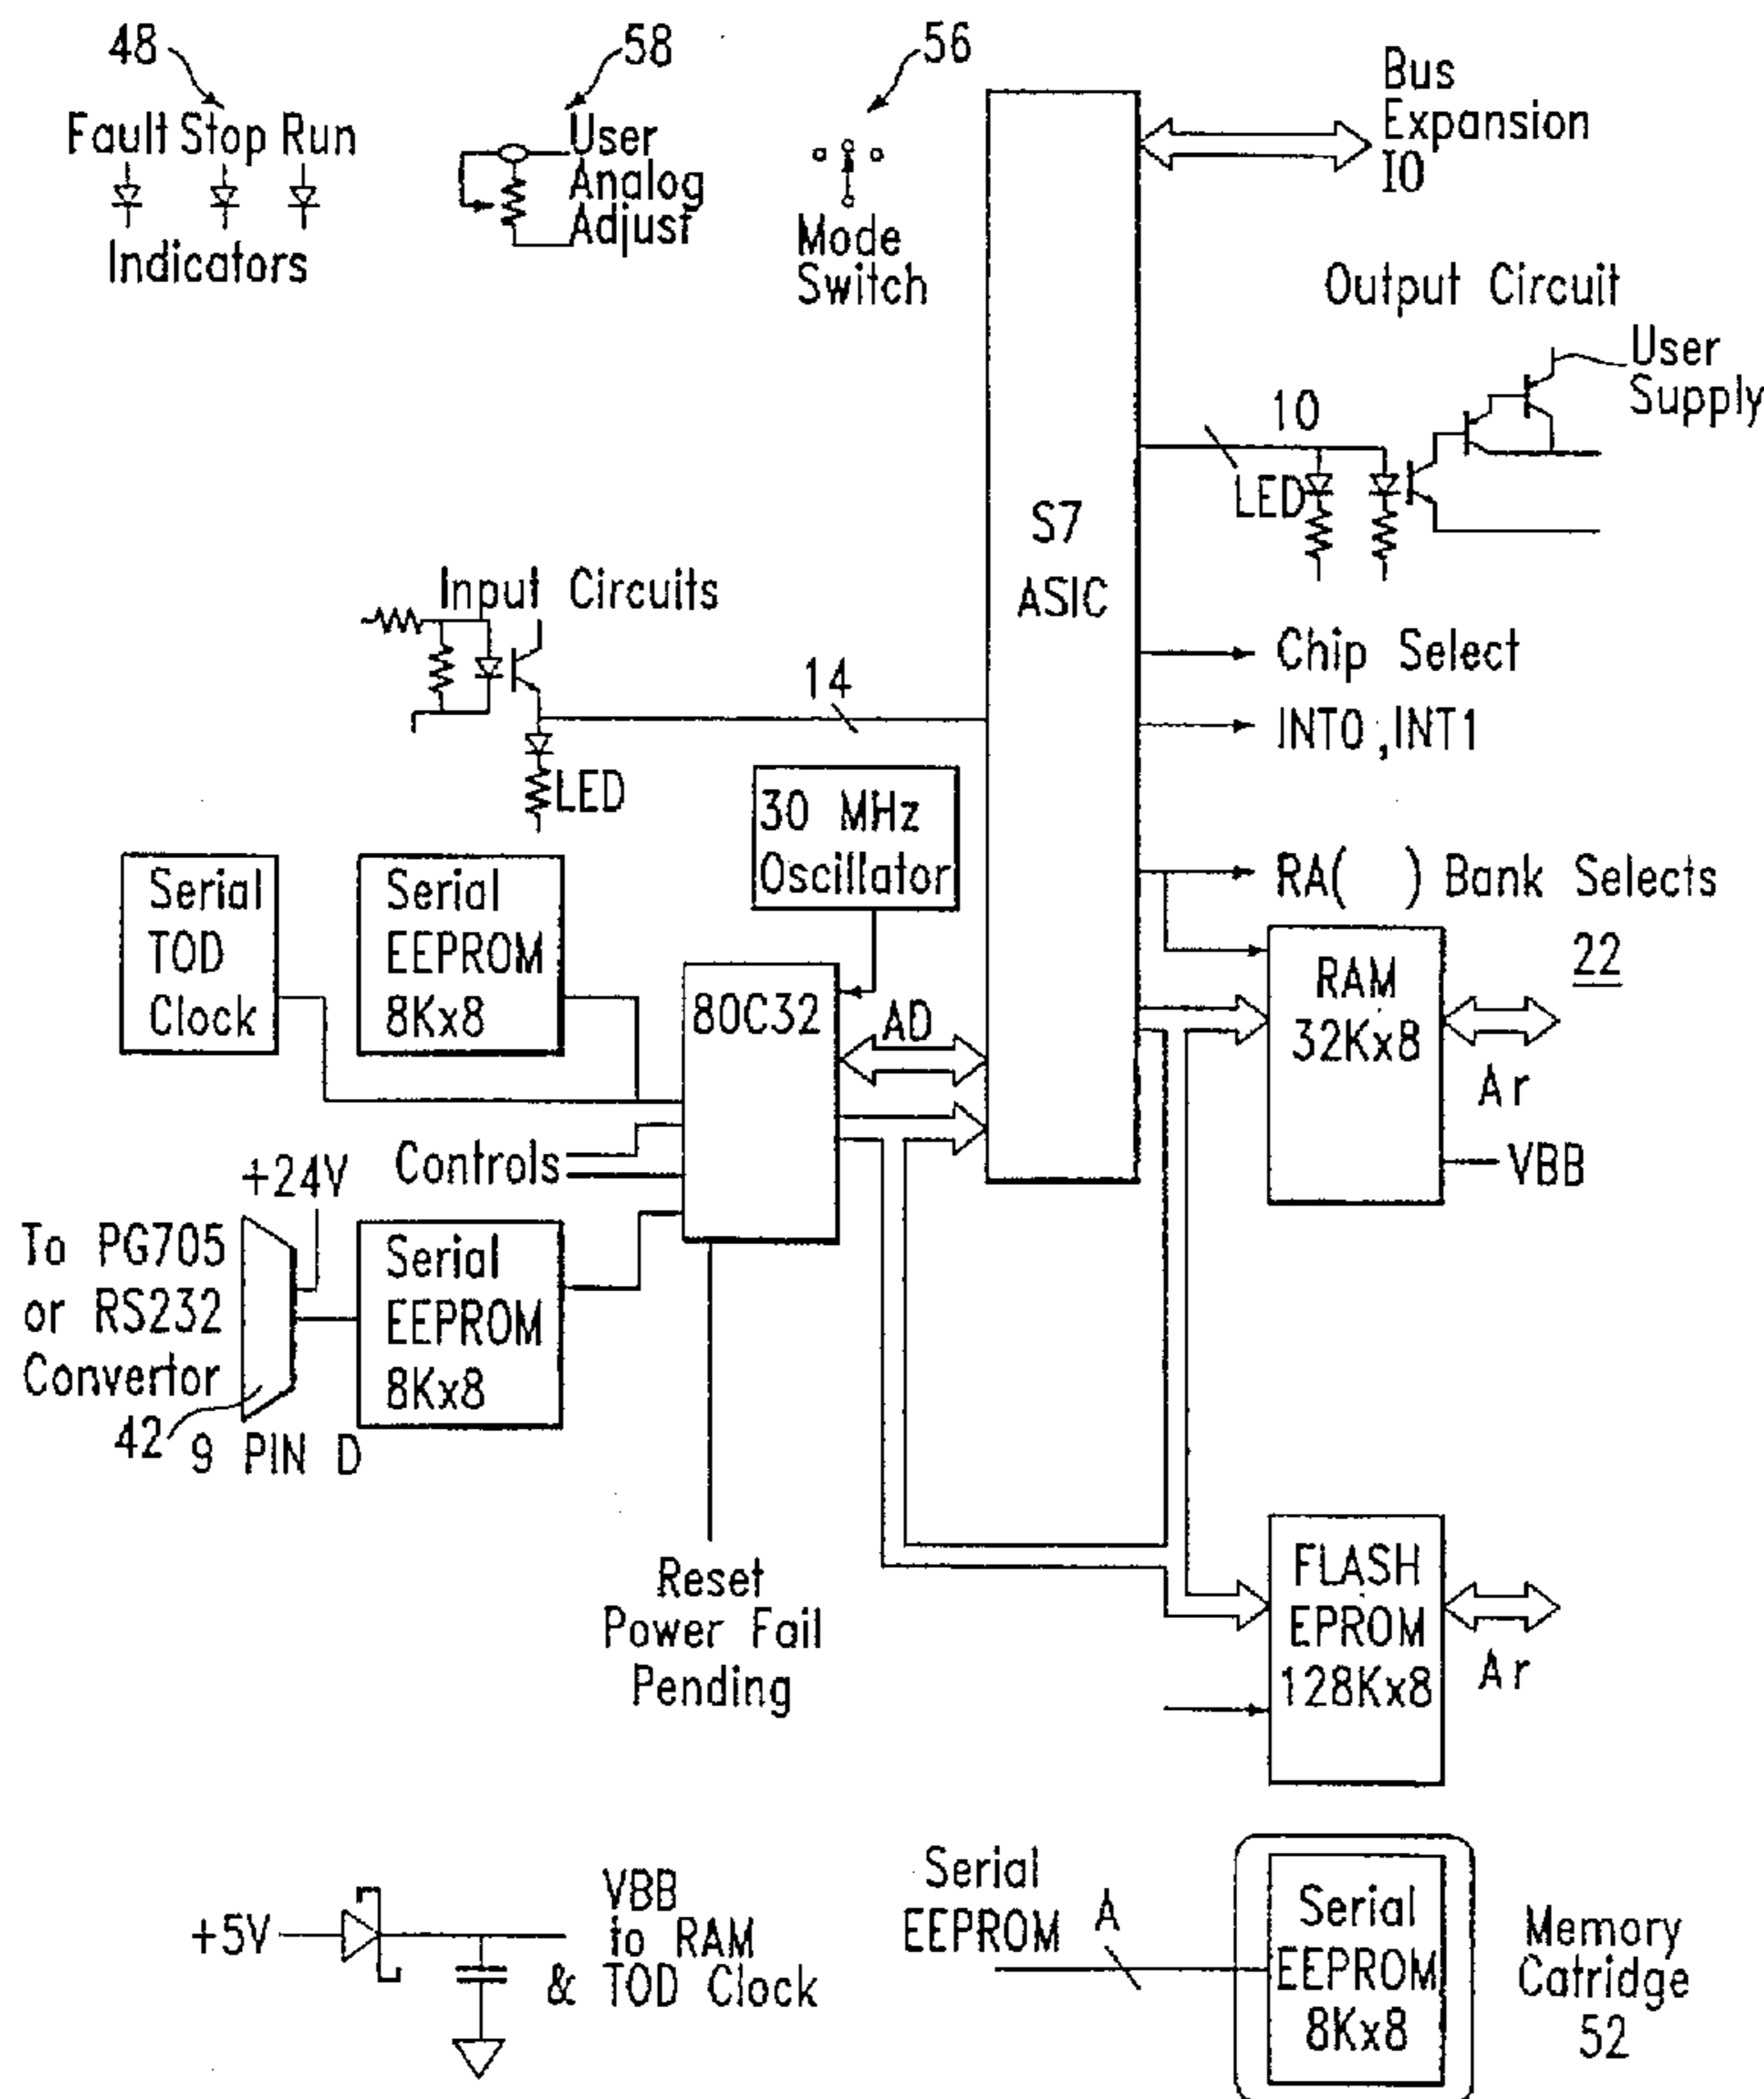 48
58
56
Fault Stop Run
Indicators
User
Analog
Adjust
Mode
Switch
Bus
Expansion
IO
Output Circuit
User
Supply
10
LED
S7
ASIC
Input Circuits
14
LED
Chip Select
INT0 ,INT1
30 MHz
Oscillator
RA( ) Bank Selects
22
Serial
TOD
Clock
Serial
EEPROM
8Kx8
80C32
AD
RAM
32Kx8
Ar
VBB
Controls
+24V
To PG705
or RS232
Convertor
42
9 PIN D
Serial
EEPROM
8Kx8
Reset
Power Fail
Pending
FLASH
EPROM
128Kx8
Ar
+5V
VBB
to RAM
& TOD Clock
Serial
EEPROM
A
Serial
EEPROM
8Kx8
Memory
Catridge
52